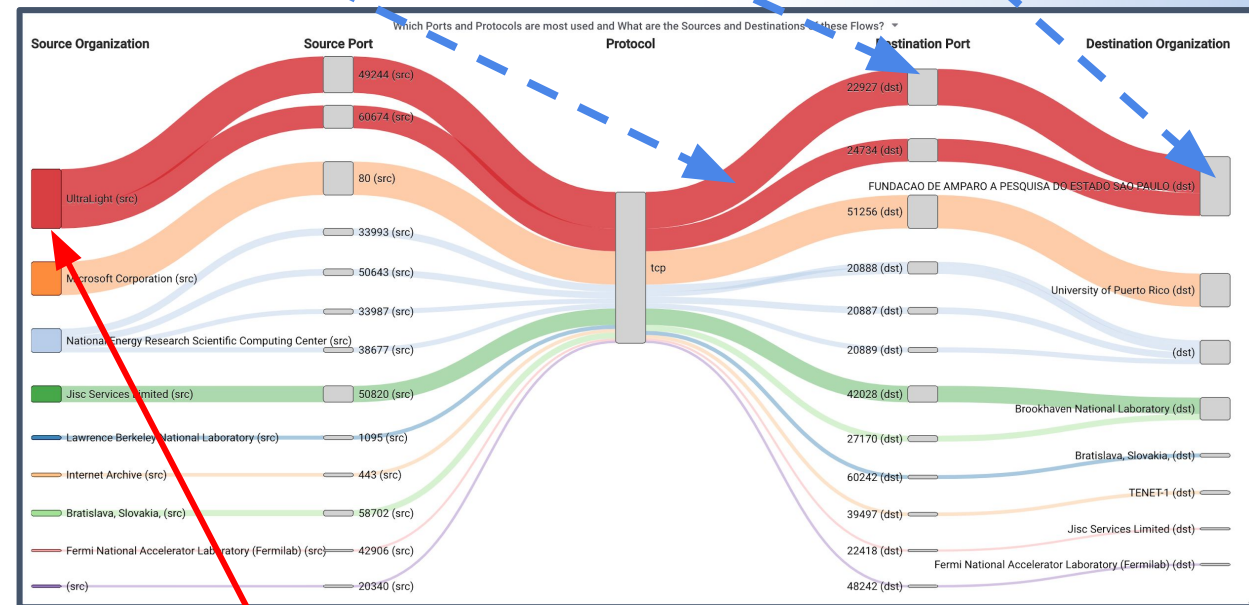 Which Ports and Protocols are most used and What are the Sources and Destinations of these Flows?
Source Organization
Source Port
Protocol
Destination Port
Destination Organization
UltraLight (src)
Microsoft Corporation (src)
National Energy Research Scientific Computing Center (src)
Jisc Services Limited (src)
Lawrence Berkeley National Laboratory (src)
Internet Archive (src)
Bratislava, Slovakia, (src)
Fermi National Accelerator Laboratory (Fermilab) (src)
(src)
49244 (src)
60674 (src)
80 (src)
33993 (src)
50643 (src)
33987 (src)
38677 (src)
50820 (src)
1095 (src)
443 (src)
58702 (src)
42906 (src)
20340 (src)
tcp
22927 (dst)
24734 (dst)
51256 (dst)
20888 (dst)
20887 (dst)
20889 (dst)
42028 (dst)
27170 (dst)
60242 (dst)
39497 (dst)
22418 (dst)
48242 (dst)
FUNDACAO DE AMPARO A PESQUISA DO ESTADO SAO PAULO (dst)
University of Puerto Rico (dst)
(dst)
Brookhaven National Laboratory (dst)
Bratislava, Slovakia, (dst)
TENET-1 (dst)
Jisc Services Limited (dst)
Fermi National Accelerator Laboratory (Fermilab) (dst)